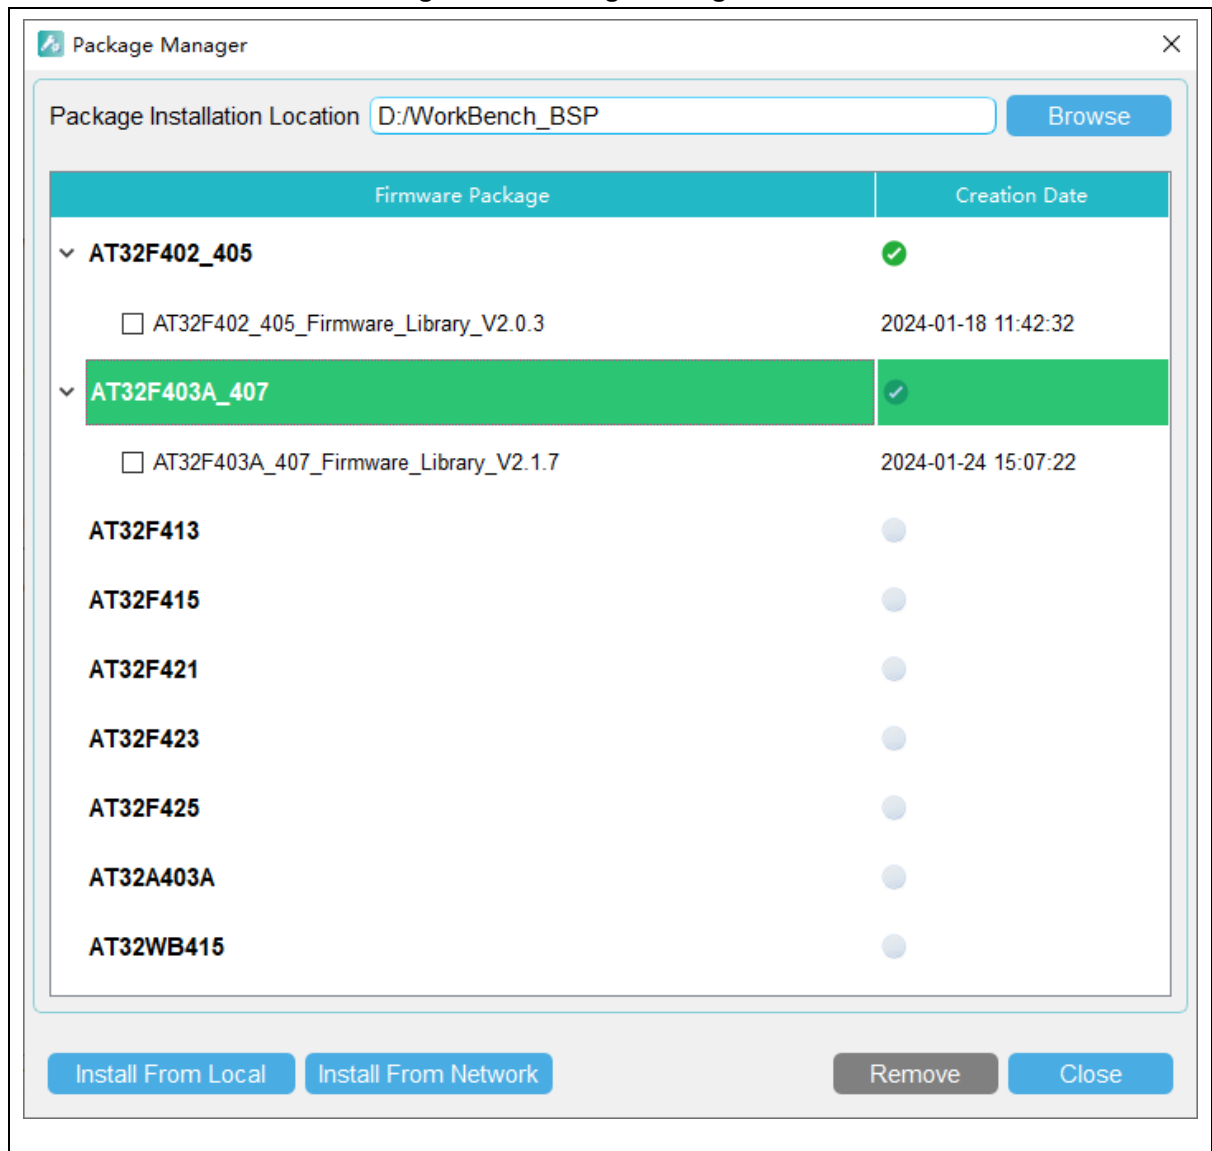 Package Manager
Package Installation Location D:/WorkBench_BSP Browse
Firmware Package Creation Date
AT32F402_405
AT32F402_405_Firmware_Library_V2.0.3 2024-01-18 11:42:32
AT32F403A_407
AT32F403A_407_Firmware_Library_V2.1.7 2024-01-24 15:07:22
AT32F413
AT32F415
AT32F421
AT32F423
AT32F425
AT32A403A
AT32WB415
Install From Local Install From Network Remove Close